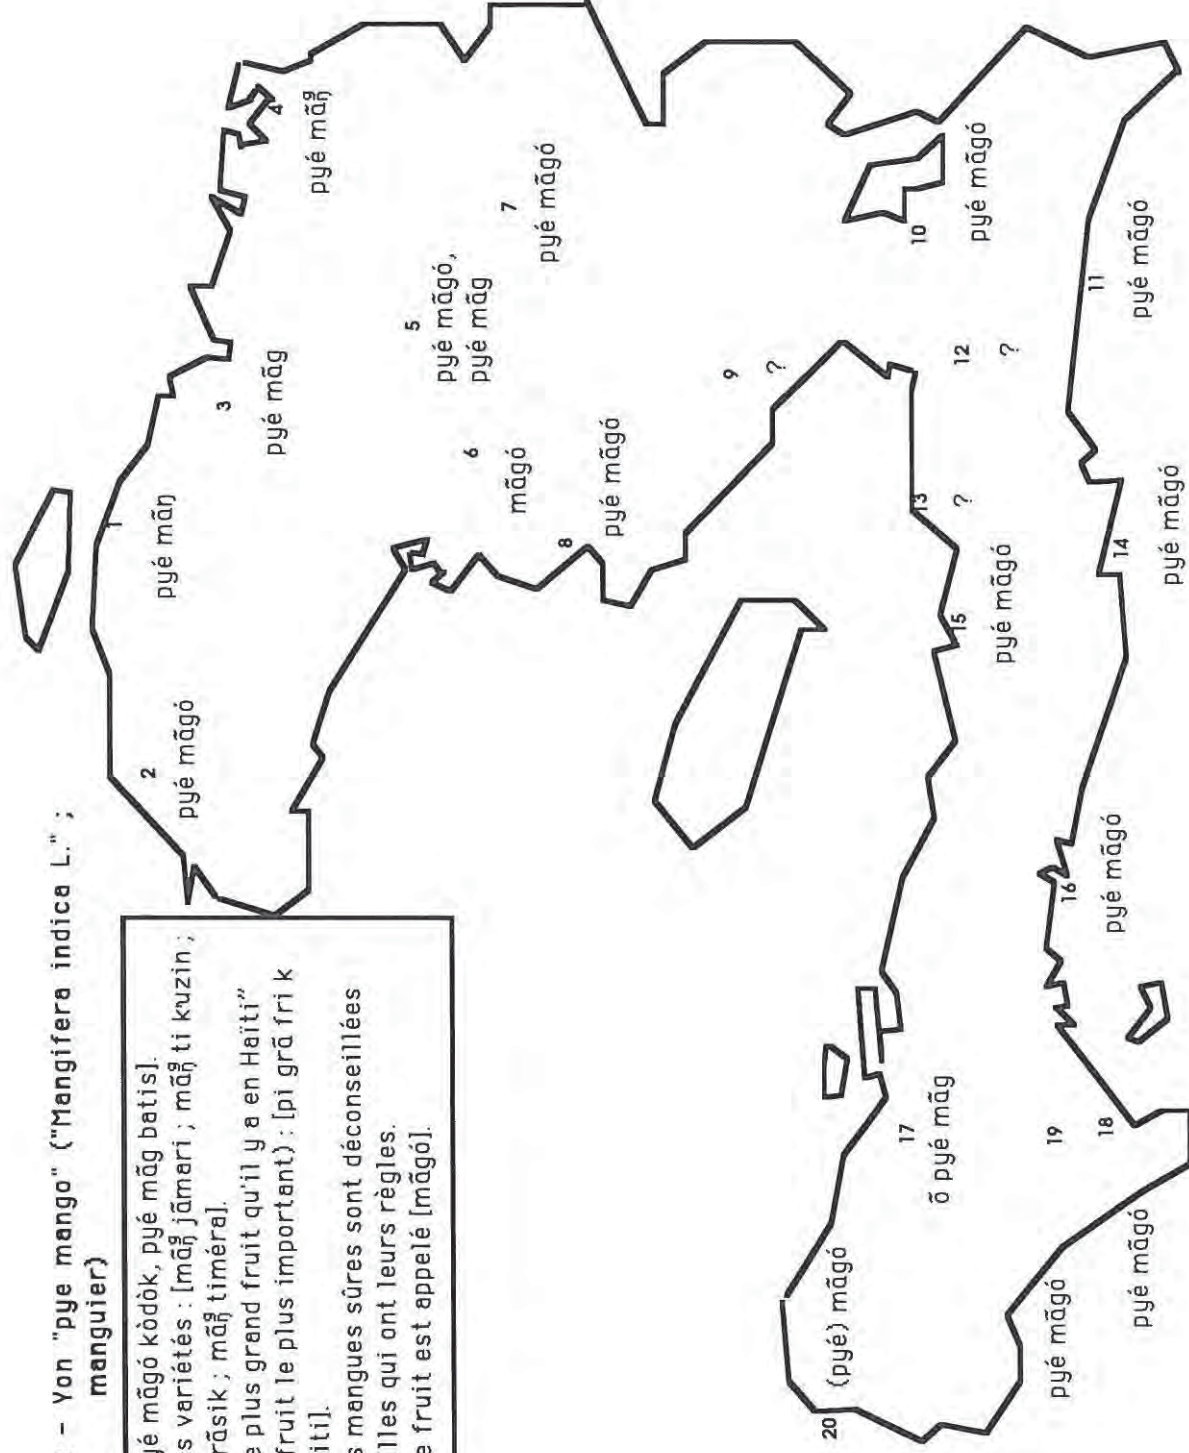 - Yon "pye mango" ("Mangifera indica L." ;
manguier)
yé mãgó kòdòk, pyé mãg batis].
s variétés : [mãŋᵍ jãmari ; mãŋᵍ ti kuzin ;
rãsik ; mãŋᵍ timéra].
e plus grand fruit qu'il y a en Haïti"
fruit le plus important) : [pi grã fri k
iti].
s mangues sûres sont déconseillées
lles qui ont leurs règles.
e fruit est appelé [mãgó].
1
pyé mãŋ
2
pyé mãgó
3
pyé mãg
4
pyé mãŋᵍ
5
pyé mãgó,
pyé mãg
6
mãgó
7
pyé mãgó
8
pyé mãgó
9
?
10
pyé mãgó
11
pyé mãgó
12
?
13
?
14
pyé mãgó
15
pyé mãgó
16
pyé mãgó
17
õ pyé mãg
18
pyé mãgó
19
pyé mãgó
20
(pyé) mãgó